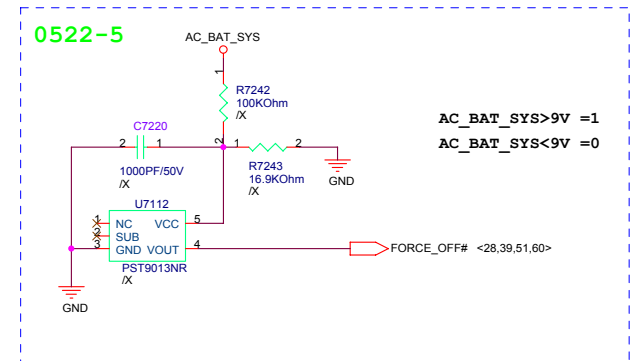 0522-5
AC_BAT_SYS
1
R7242
100KOhm
/X
2
C7220
2 1
1000PF/50V
/X
1 2
R7243
16.9KOhm
/X
GND
AC_BAT_SYS>9V =1
AC_BAT_SYS<9V =0
U7112
1 NC VCC 5
2 SUB
3 GND VOUT 4
PST9013NR
/X
FORCE_OFF# <28,39,51,60>
GND